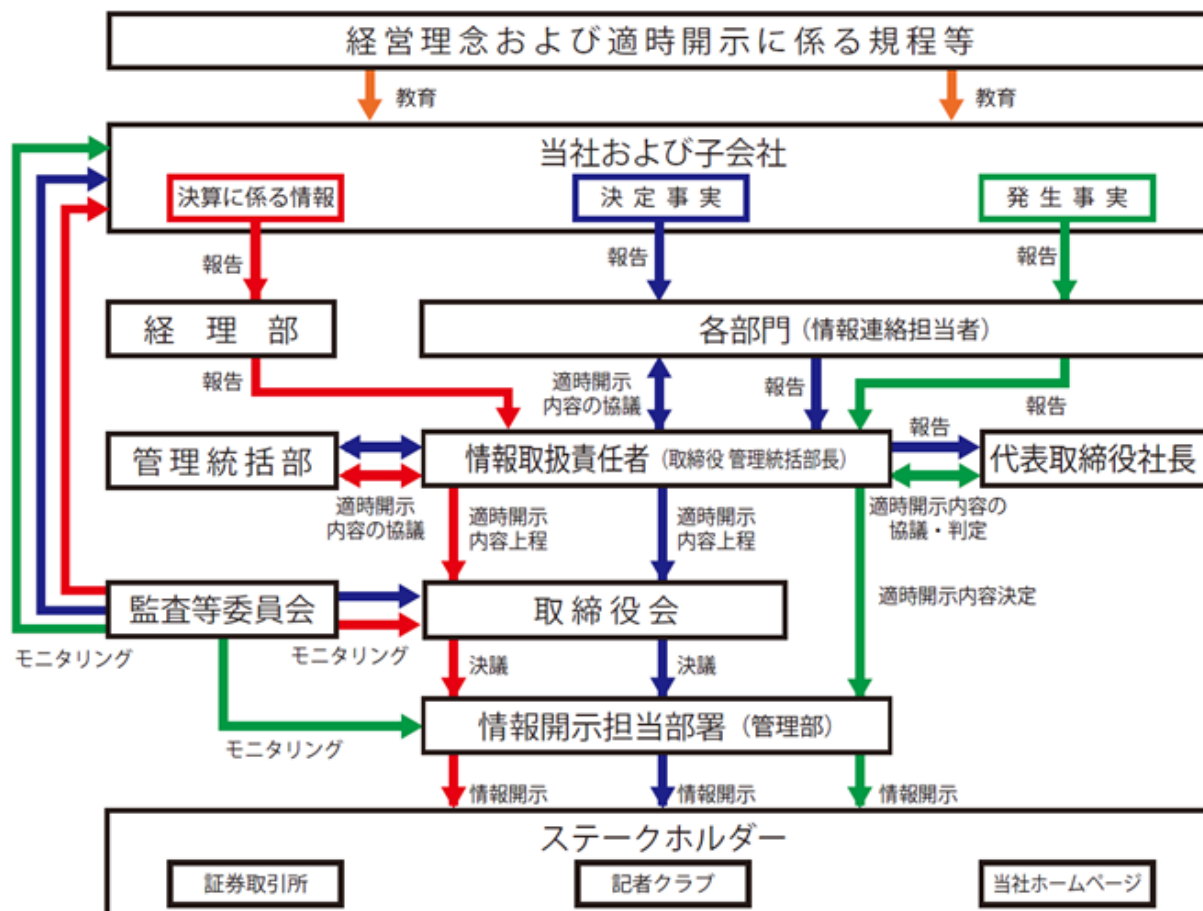 経営理念および適時開示に係る規程等
教育
教育
当社および子会社
決算に係る情報
決定事実
発生事実
報告
報告
報告
経理部
各部門（情報連絡担当者）
報告
適時開示
内容の協議
報告
報告
管理統括部
情報取扱責任者（取締役 管理統括部長）
報告
代表取締役社長
適時開示
内容の協議
適時開示
内容上程
適時開示
内容上程
適時開示内容の
協議・判定
監査等委員会
取締役会
適時開示内容決定
モニタリング
モニタリング
決議
決議
情報開示担当部署（管理部）
モニタリング
情報開示
情報開示
情報開示
ステークホルダー
証券取引所
記者クラブ
当社ホームページ